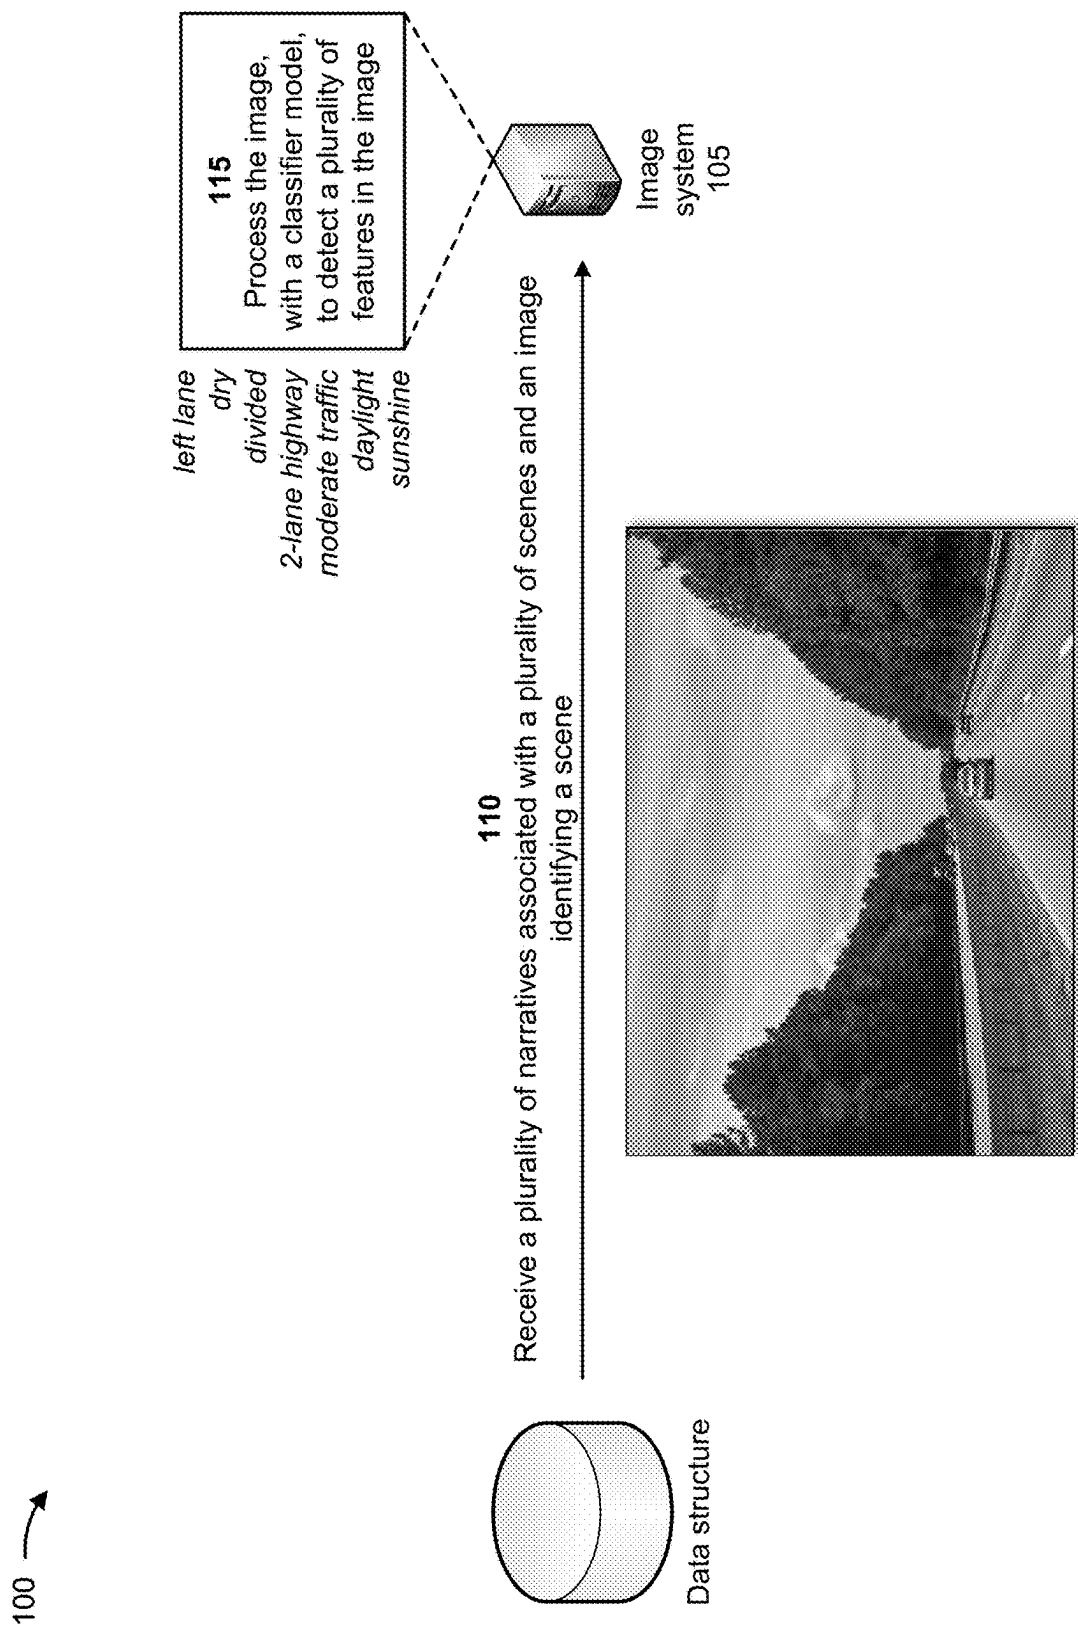 100
left lane
dry
divided
2-lane highway
moderate traffic
daylight
sunshine
115
Process the image,
with a classifier model,
to detect a plurality of
features in the image
110
Receive a plurality of narratives associated with a plurality of scenes and an image
identifying a scene
Data structure
Image
system
105